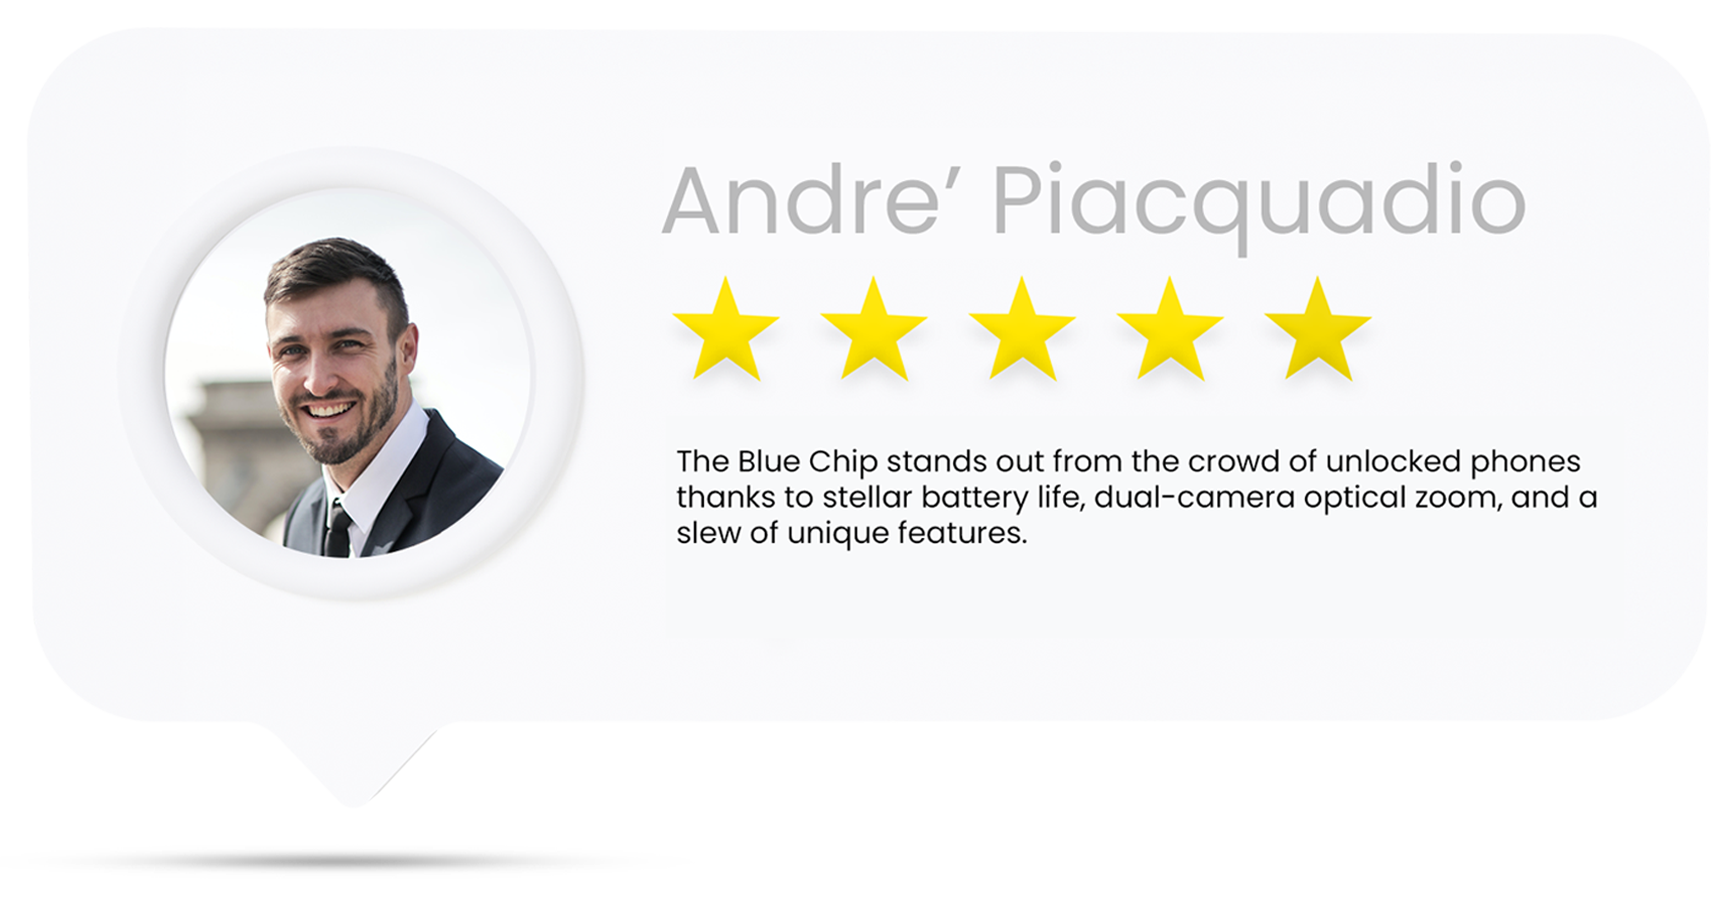 Andre’ Piacquadio
The Blue Chip stands out from the crowd of unlocked phones
thanks to stellar battery life, dual-camera optical zoom, and a
slew of unique features.